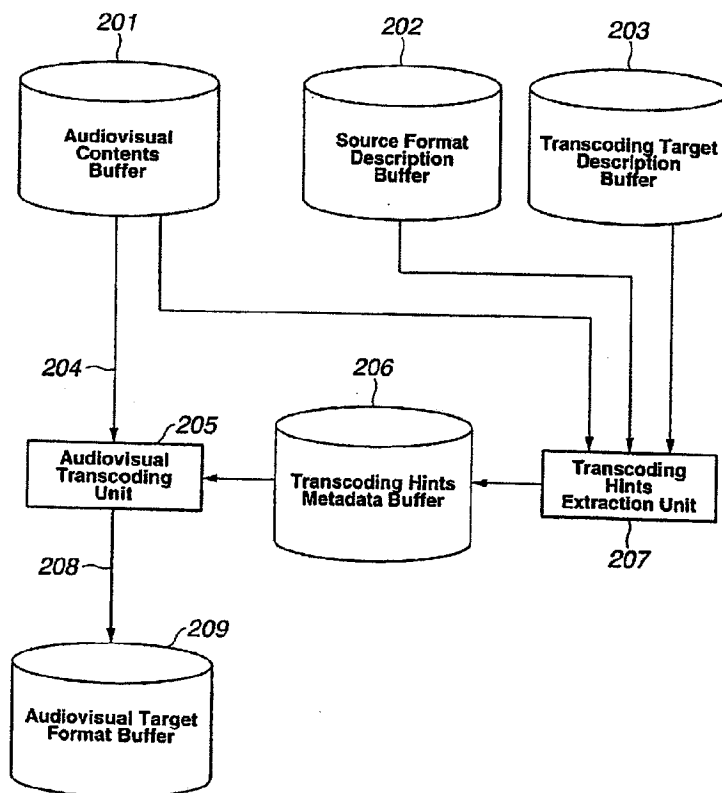 201
202
203
Audiovisual
Contents
Buffer
Source Format
Description
Buffer
Transcoding Target
Description
Buffer
204
206
205
Audiovisual
Transcoding
Unit
Transcoding Hints
Metadata Buffer
Transcoding
Hints
Extraction Unit
207
208
209
Audiovisual Target
Format Buffer